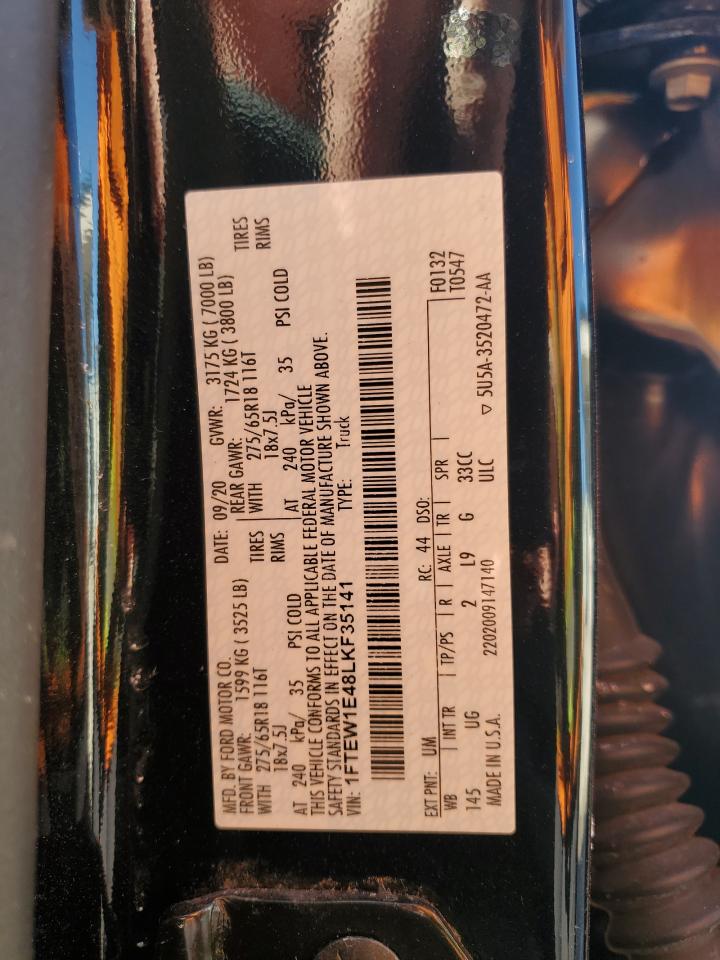 MFD. BY FORD MOTOR CO.
DATE: 09/20 GVWR: 3175 KG ( 7000 LB)
FRONT GAWR: 1599 KG ( 3525 LB) REAR GAWR: 1724 KG ( 3800 LB)
WITH 275/65R18 116T TIRES WITH 275/65R18 116T TIRES
18x7.5J RIMS 18x7.5J RIMS
AT 240 kPa/ 35 PSI COLD AT 240 kPa/ 35 PSI COLD
THIS VEHICLE CONFORMS TO ALL APPLICABLE FEDERAL MOTOR VEHICLE
SAFETY STANDARDS IN EFFECT ON THE DATE OF MANUFACTURE SHOWN ABOVE.
VIN: 1FTEW1E48LKF35141 TYPE: Truck
EXT PNT: UM RC: 44 DSO: F0132
WB INT TR TP/PS R AXLE TR SPR T0547
145 UG 2 L9 G 33CC
MADE IN U.S.A. 2202009147140 ULC ▽ 5U5A-3520472-AA